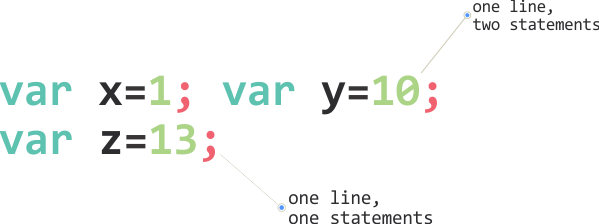 one line,
two statements
var x=1; var y=10;
var z=13;
one line,
one statements